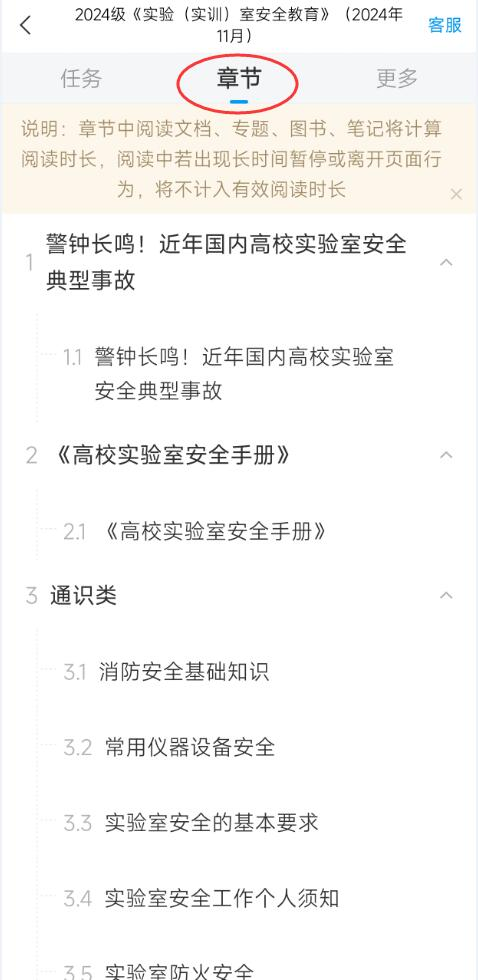 2024级《实验（实训）室安全教育》（2024年
11月）
客服
任务
章节
更多
说明：章节中阅读文档、专题、图书、笔记将计算
阅读时长，阅读中若出现长时间暂停或离开页面行
为，将不计入有效阅读时长
1 警钟长鸣！近年国内高校实验室安全
典型事故
1.1 警钟长鸣！近年国内高校实验室
安全典型事故
2 《高校实验室安全手册》
2.1 《高校实验室安全手册》
3 通识类
3.1 消防安全基础知识
3.2 常用仪器设备安全
3.3 实验室安全的基本要求
3.4 实验室安全工作个人须知
3.5 实验室防火安全